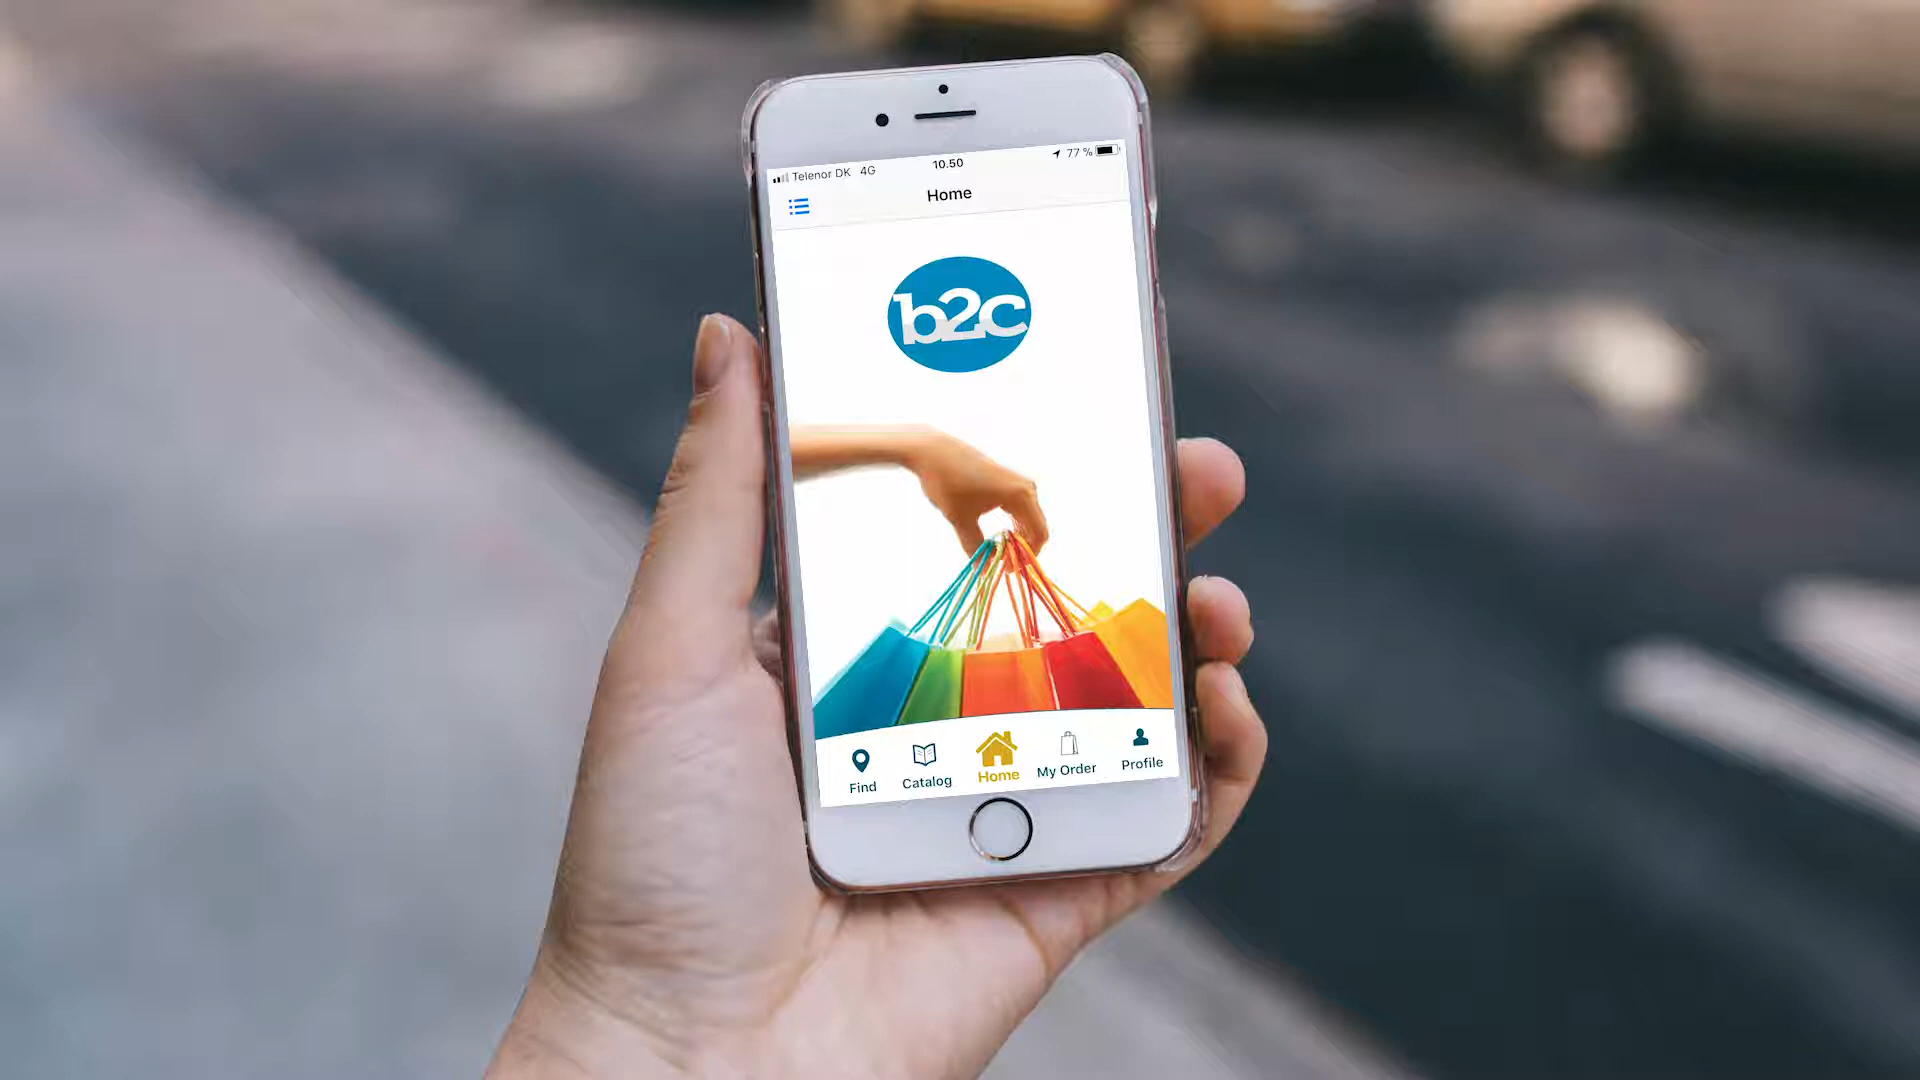 Telenor DK 4G 10.50 77 %
Home
b2c
Find Catalog Home My Order Profile